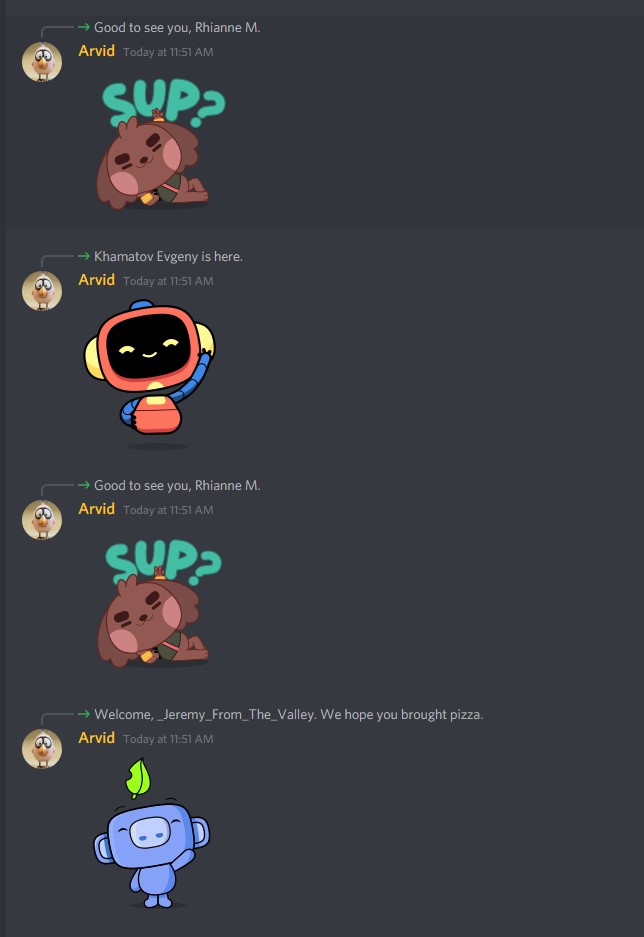 Good to see you, Rhianne M.
Arvid Today at 11:51 AM
SUP?
Khamatov Evgeny is here.
Arvid Today at 11:51 AM
Good to see you, Rhianne M.
Arvid Today at 11:51 AM
SUP?
Welcome, _Jeremy_From_The_Valley. We hope you brought pizza.
Arvid Today at 11:51 AM